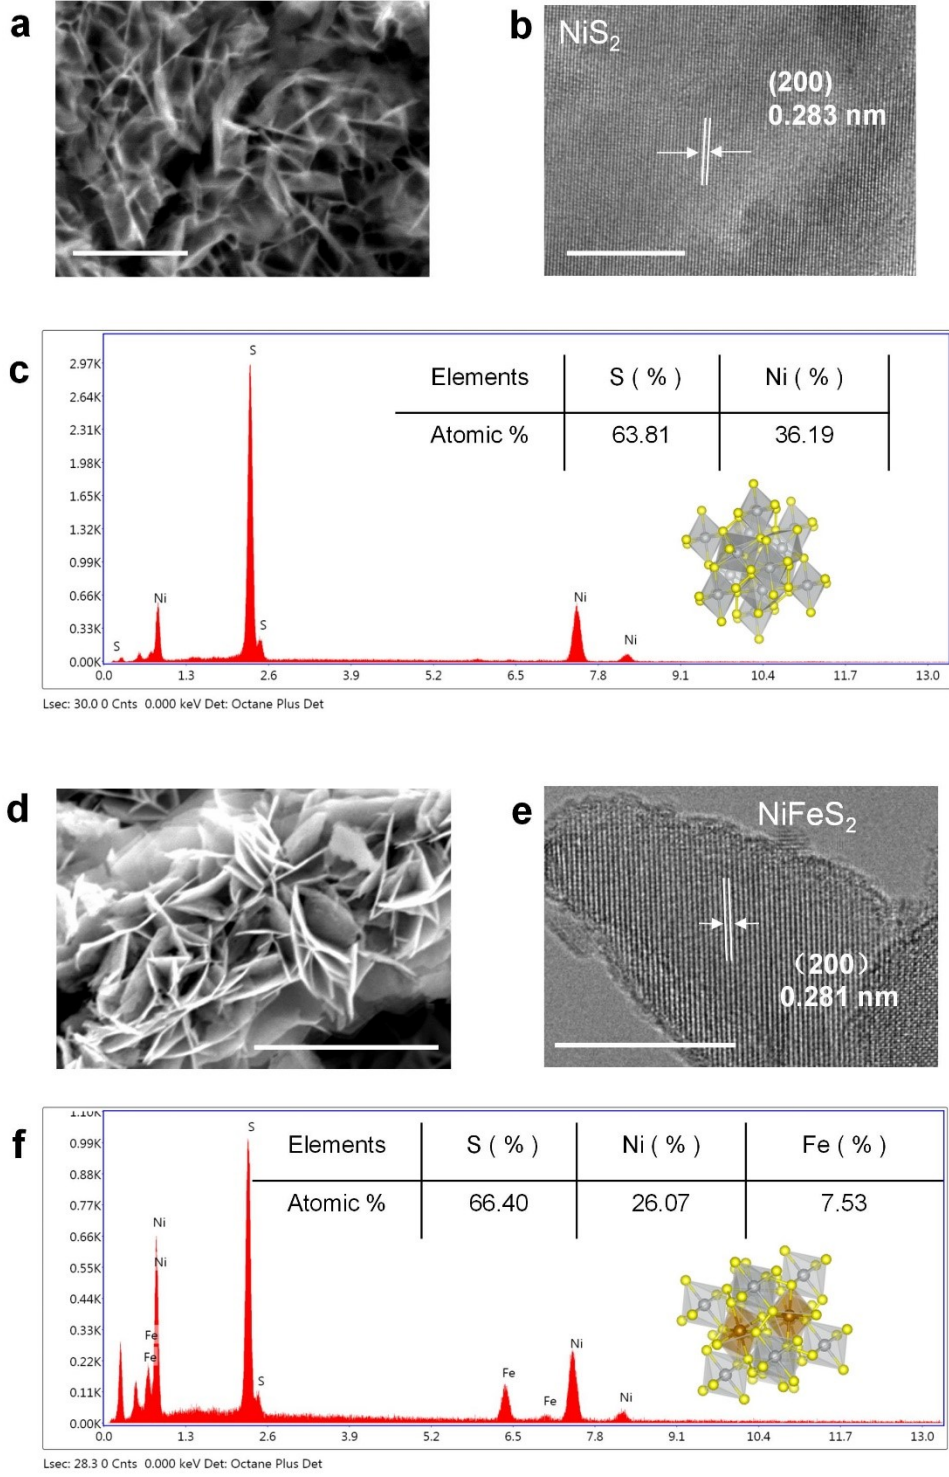 a
b
NiS₂
(200)
0.283 nm
c
2.97K
2.64K
2.31K
1.98K
1.65K
1.32K
0.99K
0.66K
0.33K
0.00K
S
Ni
S
S
Ni
Ni
Elements S ( % ) Ni ( % )
Atomic % 63.81 36.19
0.0 1.3 2.6 3.9 5.2 6.5 7.8 9.1 10.4 11.7 13.0
Lsec: 30.0 0 Cnts 0.000 keV Det: Octane Plus Det
d
e
NiFeS₂
（200）
0.281 nm
f
1.10K
0.99K
0.88K
0.77K
0.66K
0.55K
0.44K
0.33K
0.22K
0.11K
0.00K
S
Ni
Ni
Fe
Fe
S
Fe
Fe
Ni
Ni
Elements S ( % ) Ni ( % ) Fe ( % )
Atomic % 66.40 26.07 7.53
0.0 1.3 2.6 3.9 5.2 6.5 7.8 9.1 10.4 11.7 13.0
Lsec: 28.3 0 Cnts 0.000 keV Det: Octane Plus Det